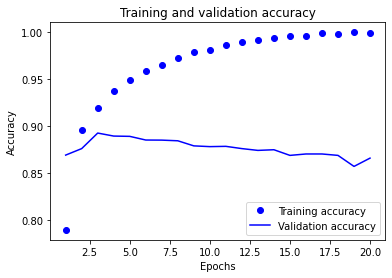 Training and validation accuracy
Accuracy
1.00
0.95
0.90
0.85
0.80
Training accuracy
Validation accuracy
2.5 5.0 7.5 10.0 12.5 15.0 17.5 20.0
Epochs